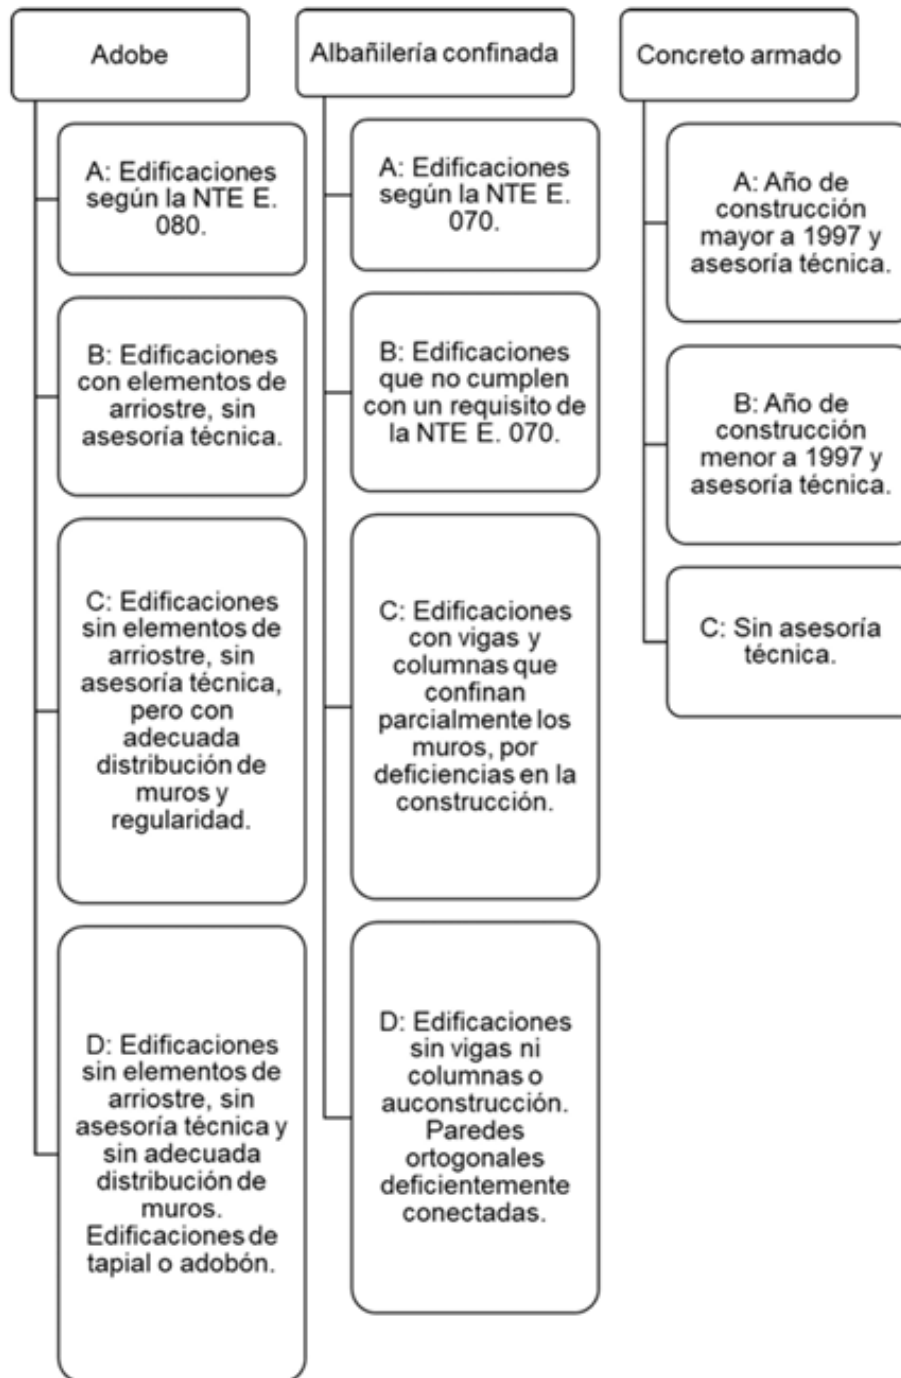 Adobe
A: Edificaciones
según la NTE E.
080.
B: Edificaciones
con elementos de
arriostre, sin
asesoría técnica.
C: Edificaciones
sin elementos de
arriostre, sin
asesoría técnica,
pero con
adecuada
distribución de
muros y
regularidad.
D: Edificaciones
sin elementos de
arriostre, sin
asesoría técnica y
sin adecuada
distribución de
muros.
Edificaciones de
tapial o adobón.
Albañilería confinada
A: Edificaciones
según la NTE E.
070.
B: Edificaciones
que no cumplen
con un requisito de
la NTE E. 070.
C: Edificaciones
con vigas y
columnas que
confinan
parcialmente los
muros, por
deficiencias en la
construcción.
D: Edificaciones
sin vigas ni
columnas o
auconstrucción.
Paredes
ortogonales
deficientemente
conectadas.
Concreto armado
A: Año de
construcción
mayor a 1997 y
asesoría técnica.
B: Año de
construcción
menor a 1997 y
asesoría técnica.
C: Sin asesoría
técnica.